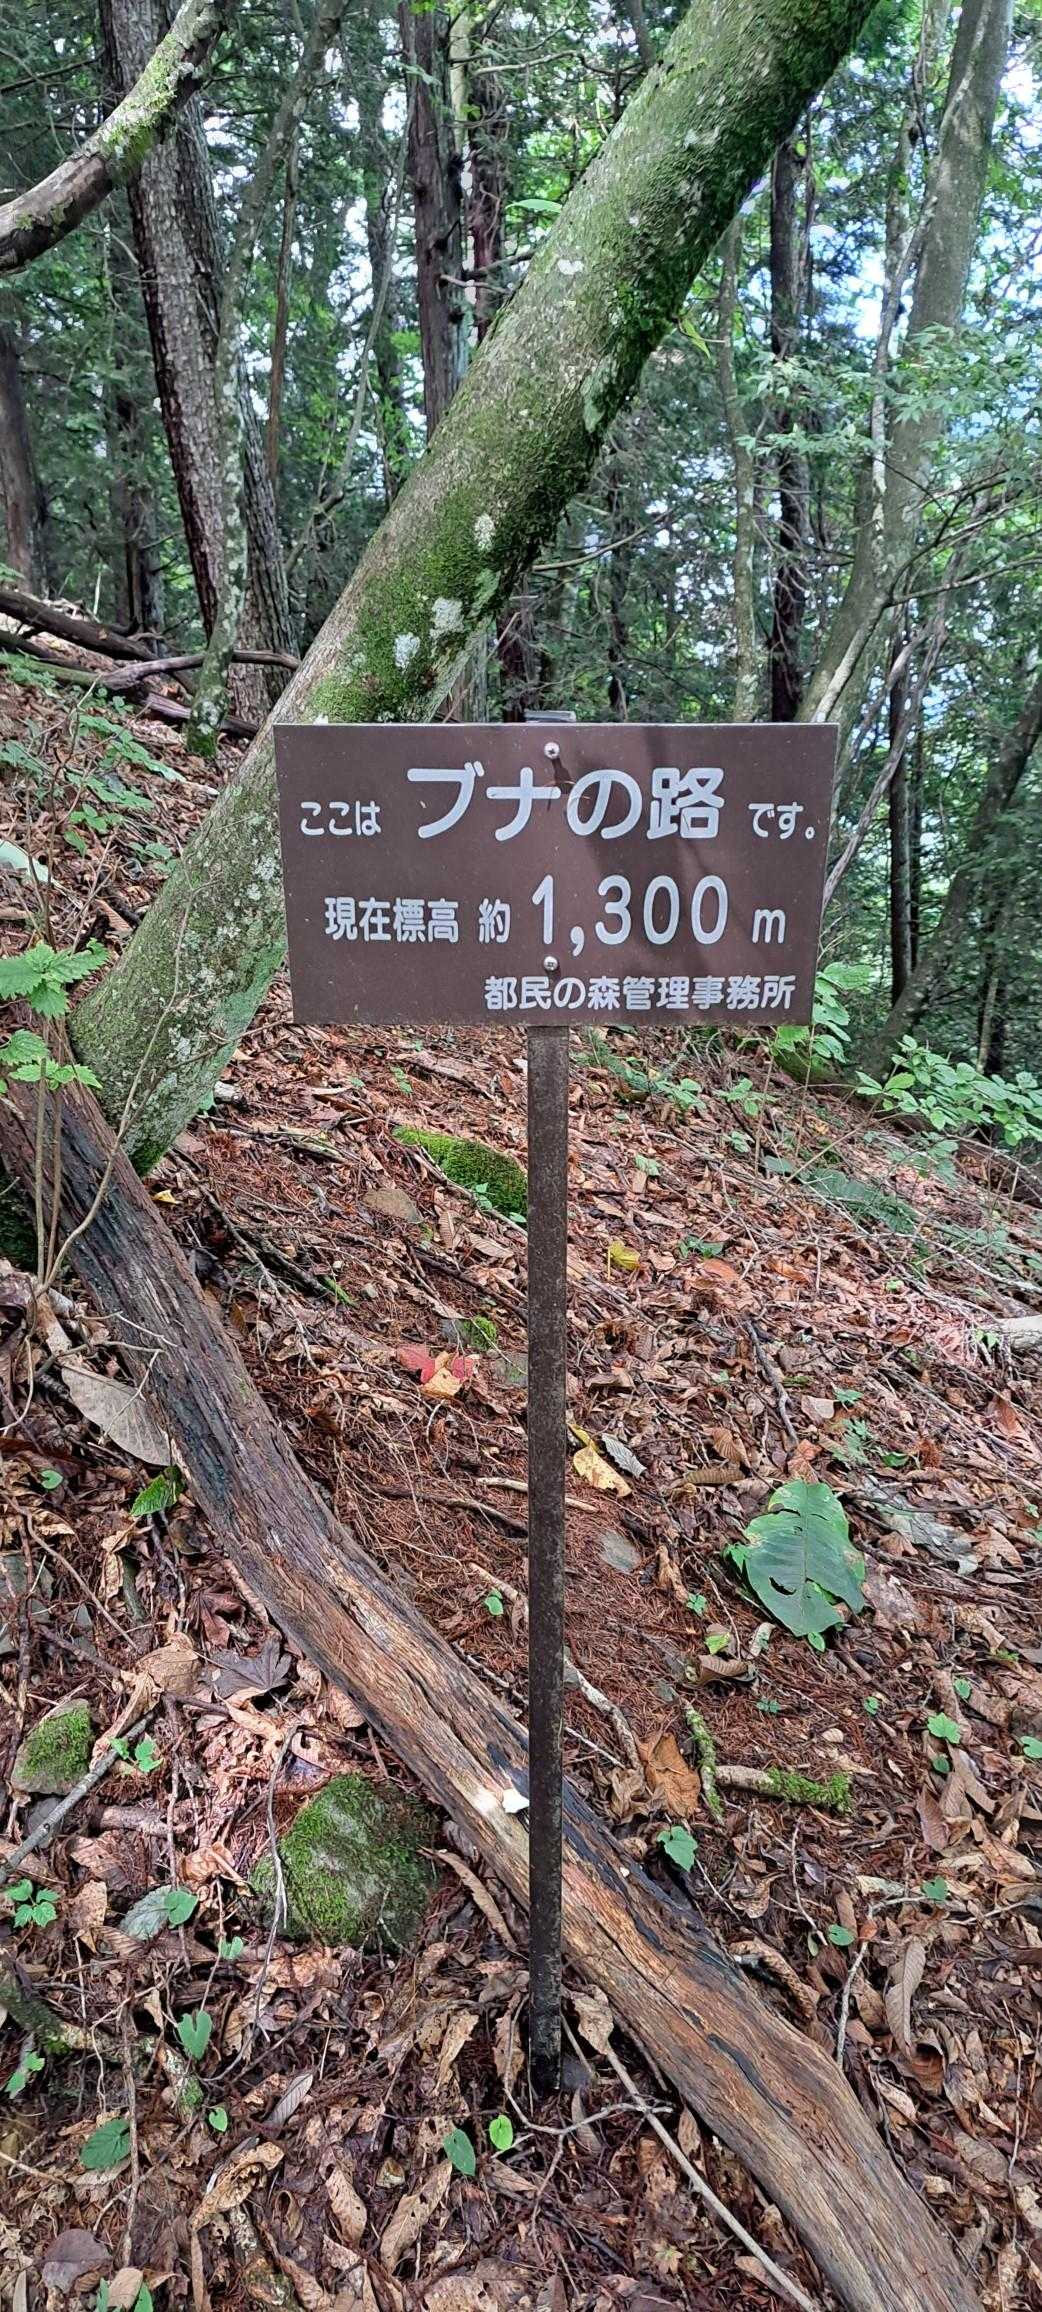 ここは ブナの路 です。
現在標高 約 1,300 m
都民の森管理事務所